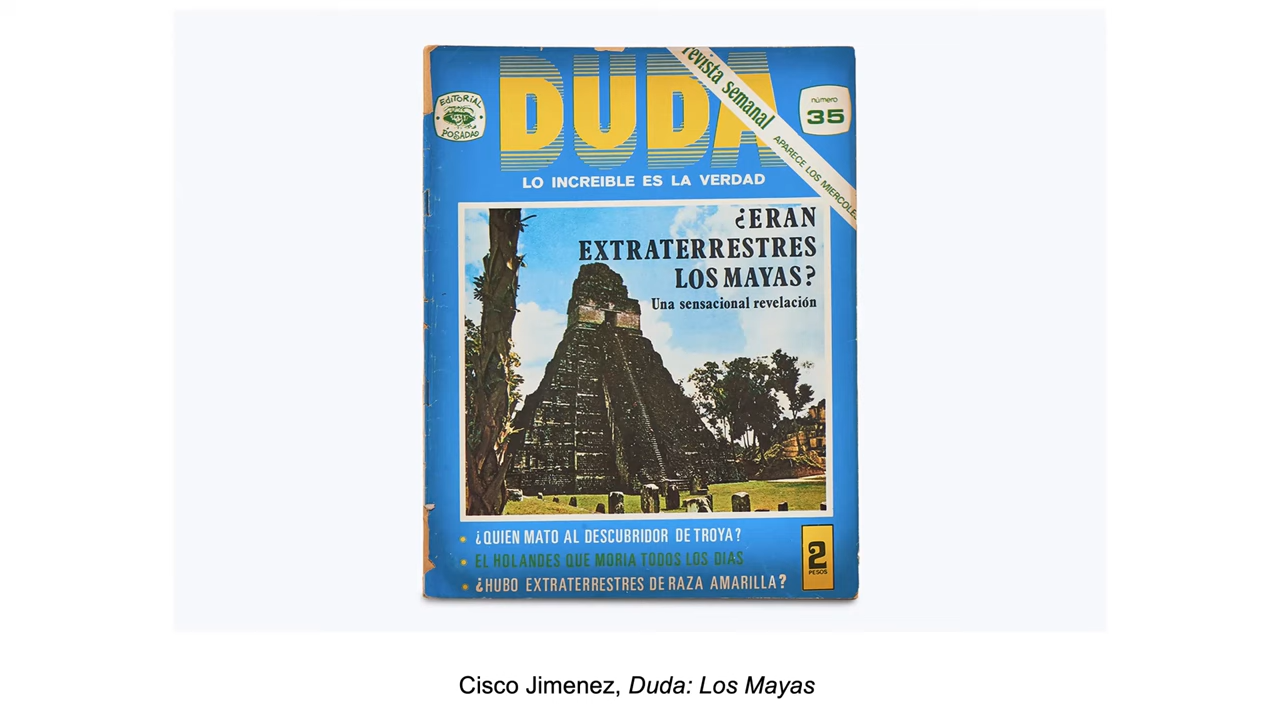 EDITORIAL
POSADA
DUDA
revista semanal
APARECE LOS MIERCOLES
número
35
LO INCREIBLE ES LA VERDAD
¿ERAN
EXTRATERRESTRES
LOS MAYAS?
Una sensacional revelación
¿QUIEN MATO AL DESCUBRIDOR DE TROYA?
EL HOLANDES QUE MORIA TODOS LOS DIAS
¿HUBO EXTRATERRESTRES DE RAZA AMARILLA?
2
PESOS
Cisco Jimenez, Duda: Los Mayas